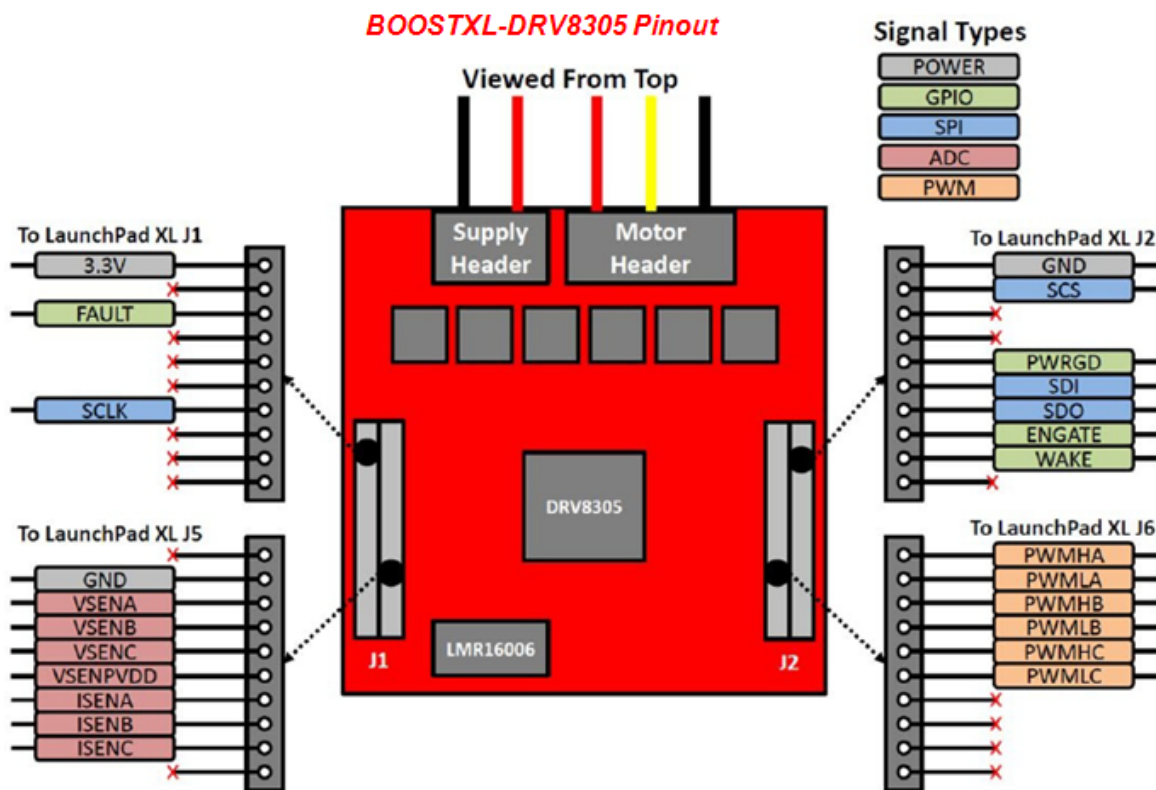 BOOSTXL-DRV8305 Pinout
Viewed From Top
Signal Types
POWER
GPIO
SPI
ADC
PWM
Supply
Header
Motor
Header
To LaunchPad XL J1
3.3V
FAULT
SCLK
To LaunchPad XL J5
GND
VSENA
VSENB
VSENC
VSENPVDD
ISENA
ISENB
ISENC
DRV8305
LMR16006
J1
J2
To LaunchPad XL J2
GND
SCS
PWRGD
SDI
SDO
ENGATE
WAKE
To LaunchPad XL J6
PWMHA
PWMLA
PWMHB
PWMLB
PWMHC
PWMLC